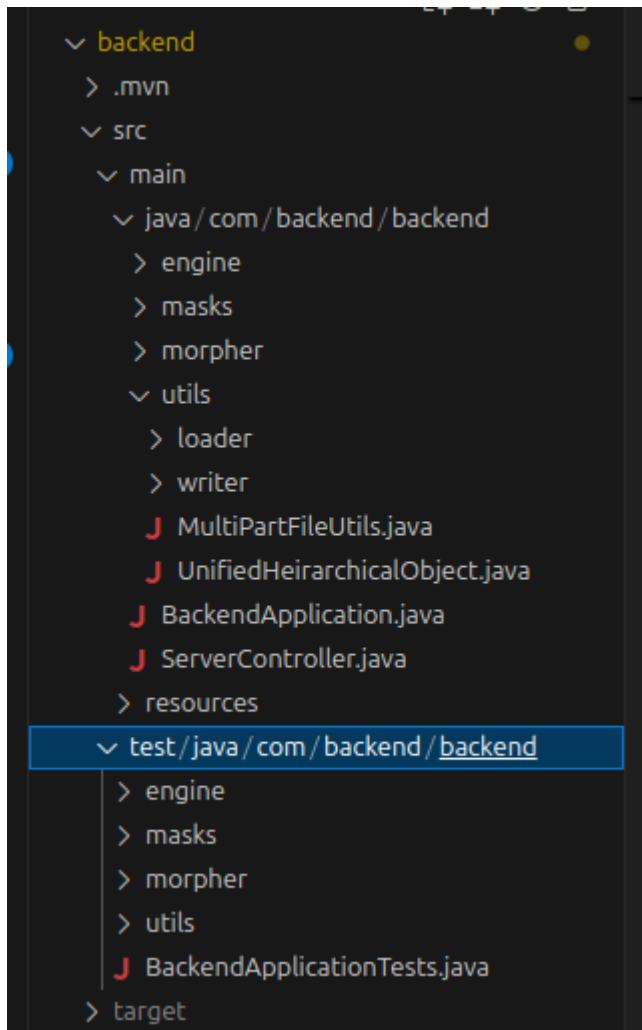 backend
.mvn
src
main
java/com/backend/backend
engine
masks
morpher
utils
loader
writer
MultiPartFileUtils.java
UnifiedHeirarchicalObject.java
BackendApplication.java
ServerController.java
resources
test/java/com/backend/backend
engine
masks
morpher
utils
BackendApplicationTests.java
target